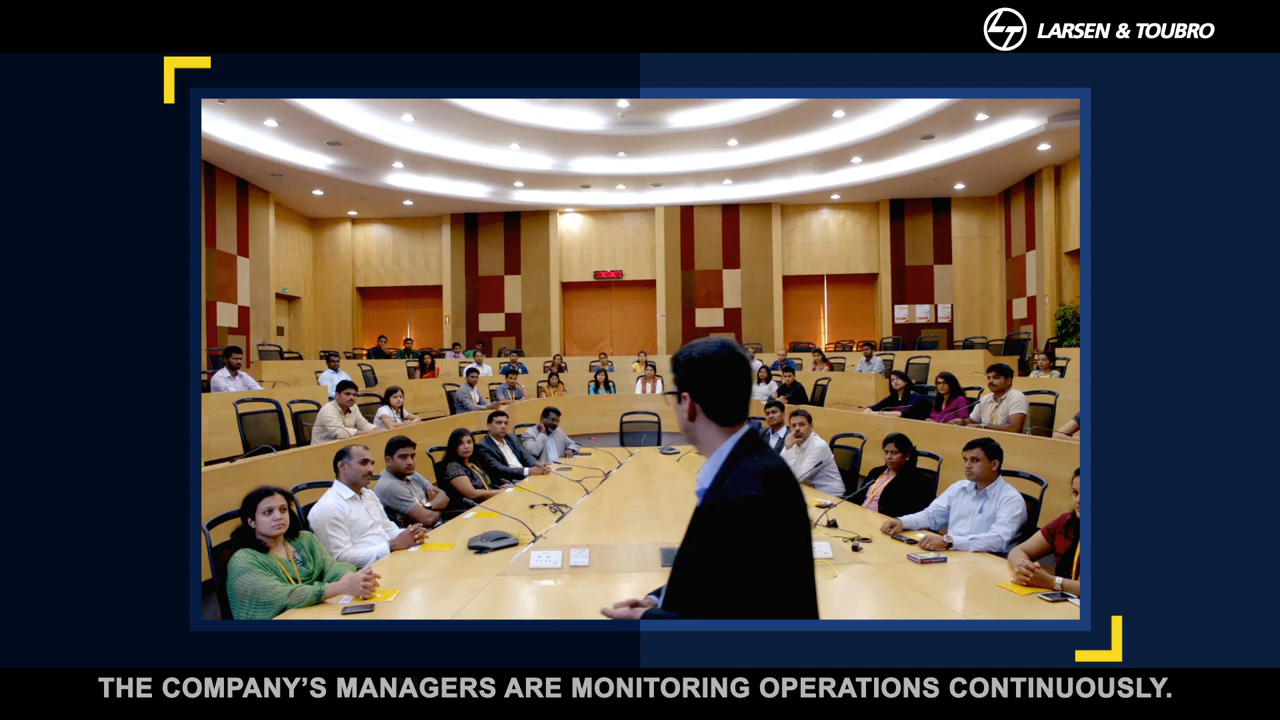 LARSEN & TOUBRO
THE COMPANY'S MANAGERS ARE MONITORING OPERATIONS CONTINUOUSLY.